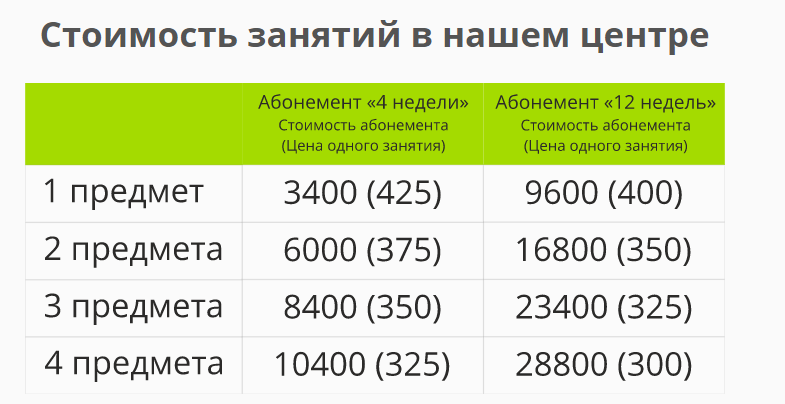 Стоимость занятий в нашем центре
Абонемент «4 недели» Абонемент «12 недель»
Стоимость абонемента Стоимость абонемента
(Цена одного занятия) (Цена одного занятия)
1 предмет 3400 (425) 9600 (400)
2 предмета 6000 (375) 16800 (350)
3 предмета 8400 (350) 23400 (325)
4 предмета 10400 (325) 28800 (300)